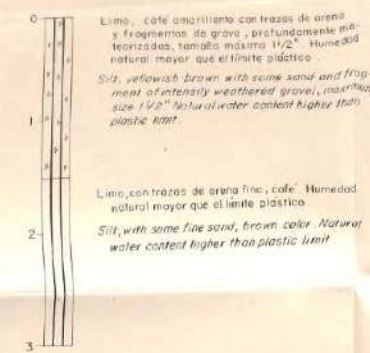 0
Limo, café amarillento con trazas de arena
y fragmentos de grava, profundamente me-
teorizadas, tamaño máximo 1 1/2" Humedad
natural mayor que el límite plástico
Silt, yellowish brown with some sand and frag
ment of intensely weathered gravel, maximum
size 1 1/2" Natural water content higher than
plastic limit.
1
Limo, con trazas de arena fina, café Humedad
natural mayor que el límite plástico
2
Silt, with some fine sand, brown color. Natural
water content higher than plastic limit
3